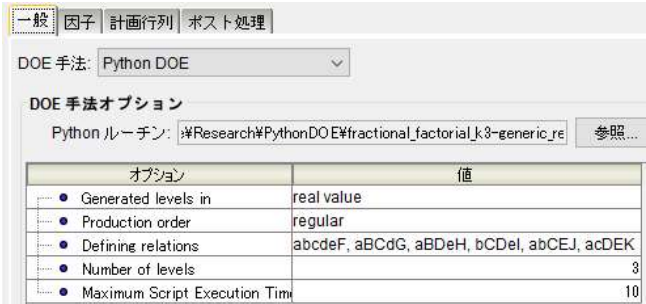 一般 因子 計画行列 ポスト処理
DOE 手法: Python DOE
DOE 手法オプション
Python ルーチン: :¥Research¥PythonDOE¥fractional_factorial_k3-generic_re 参照...
オプション 値
Generated levels in real value
Production order regular
Defining relations abcdeF, aBCdG, aBDeH, bCDeI, abCEJ, acDEK
Number of levels 3
Maximum Script Execution Time 10